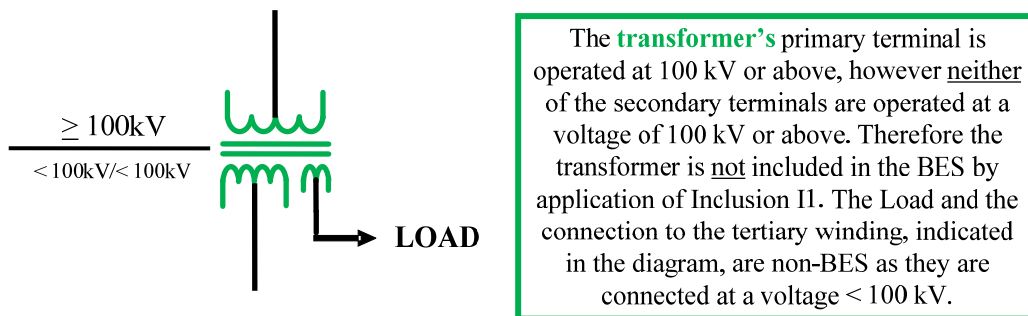 ≥ 100kV
< 100kV/< 100kV
LOAD
The transformer's primary terminal is
operated at 100 kV or above, however neither
of the secondary terminals are operated at a
voltage of 100 kV or above. Therefore the
transformer is not included in the BES by
application of Inclusion I1. The Load and the
connection to the tertiary winding, indicated
in the diagram, are non-BES as they are
connected at a voltage < 100 kV.